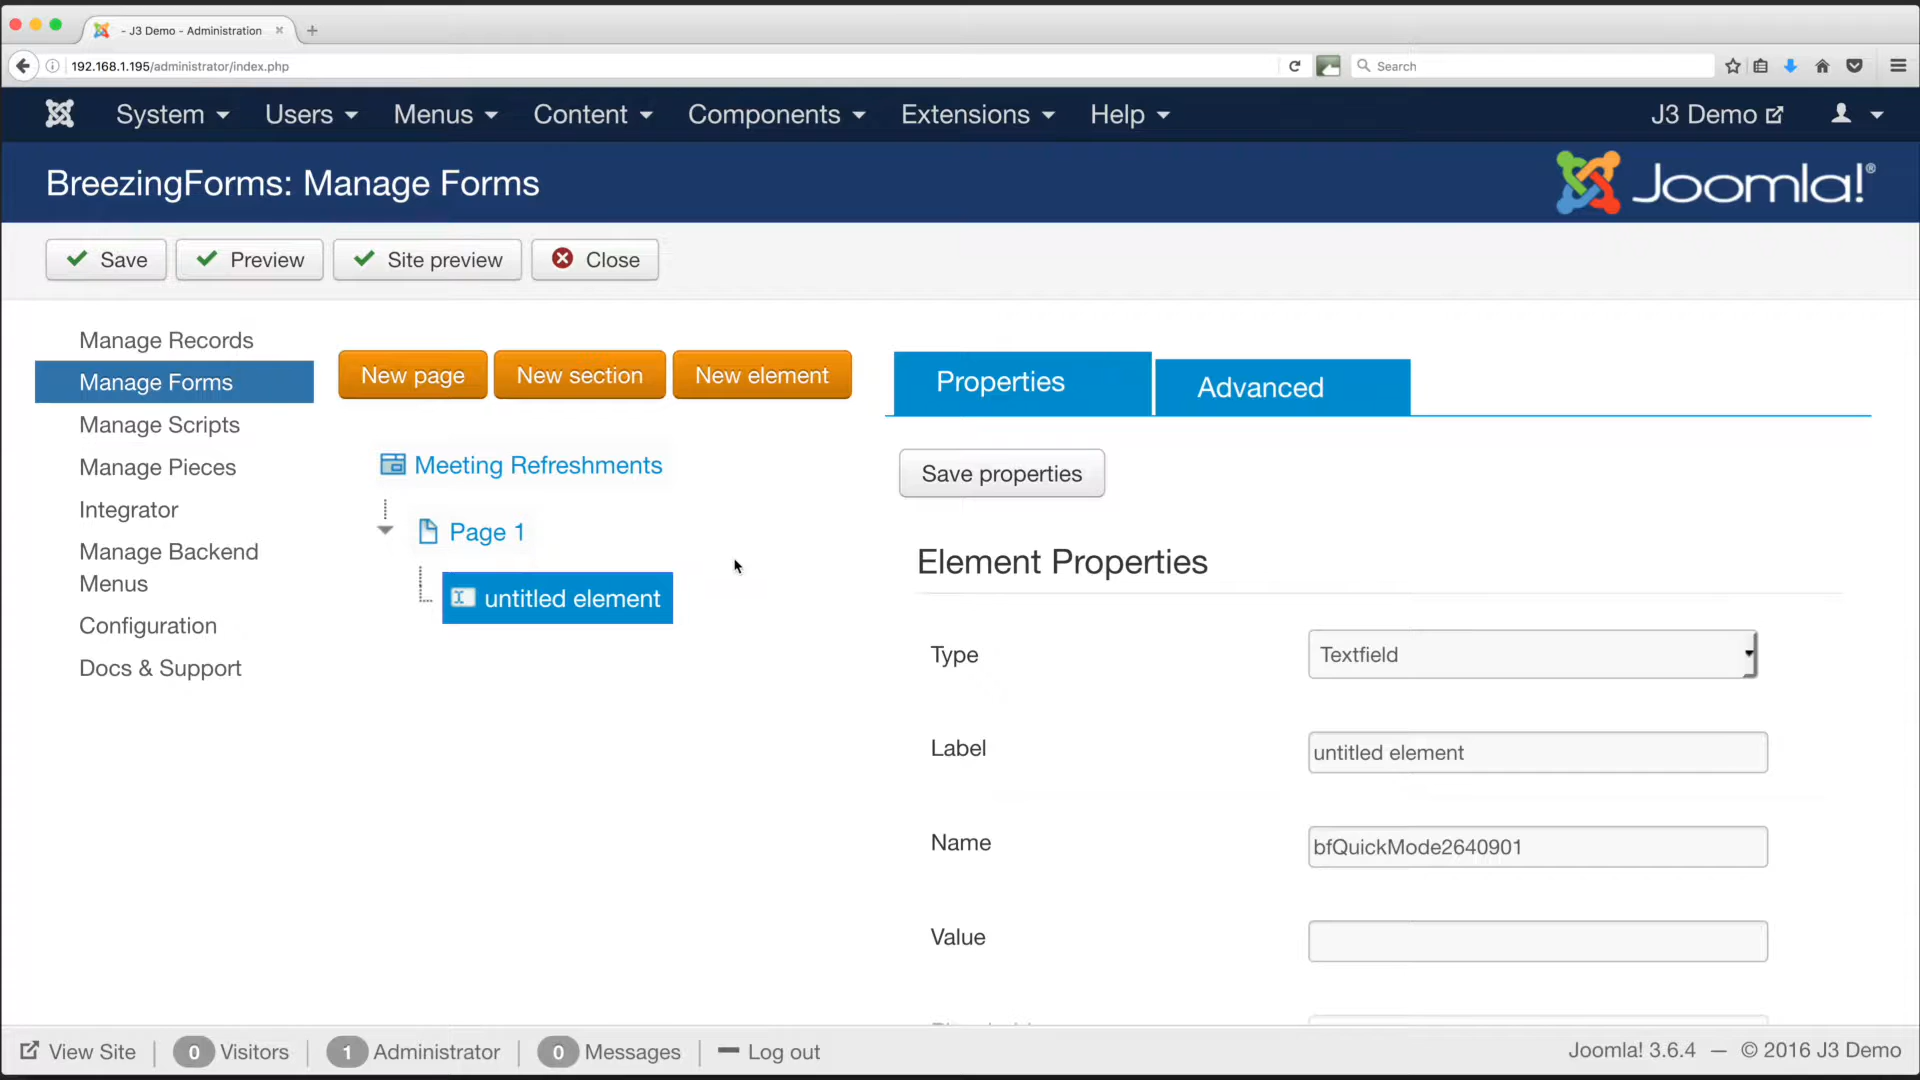 - J3 Demo - Administration
192.168.1.195/administrator/index.php
Search
System Users Menus Content Components Extensions Help J3 Demo
BreezingForms: Manage Forms
Joomla!®
Save Preview Site preview Close
Manage Records
Manage Forms
Manage Scripts
Manage Pieces
Integrator
Manage Backend
Menus
Configuration
Docs & Support
New page New section New element
Meeting Refreshments
Page 1
untitled element
Properties Advanced
Save properties
Element Properties
Type Textfield
Label untitled element
Name bfQuickMode2640901
Value
View Site 0 Visitors 1 Administrator 0 Messages Log out
Joomla! 3.6.4 — © 2016 J3 Demo